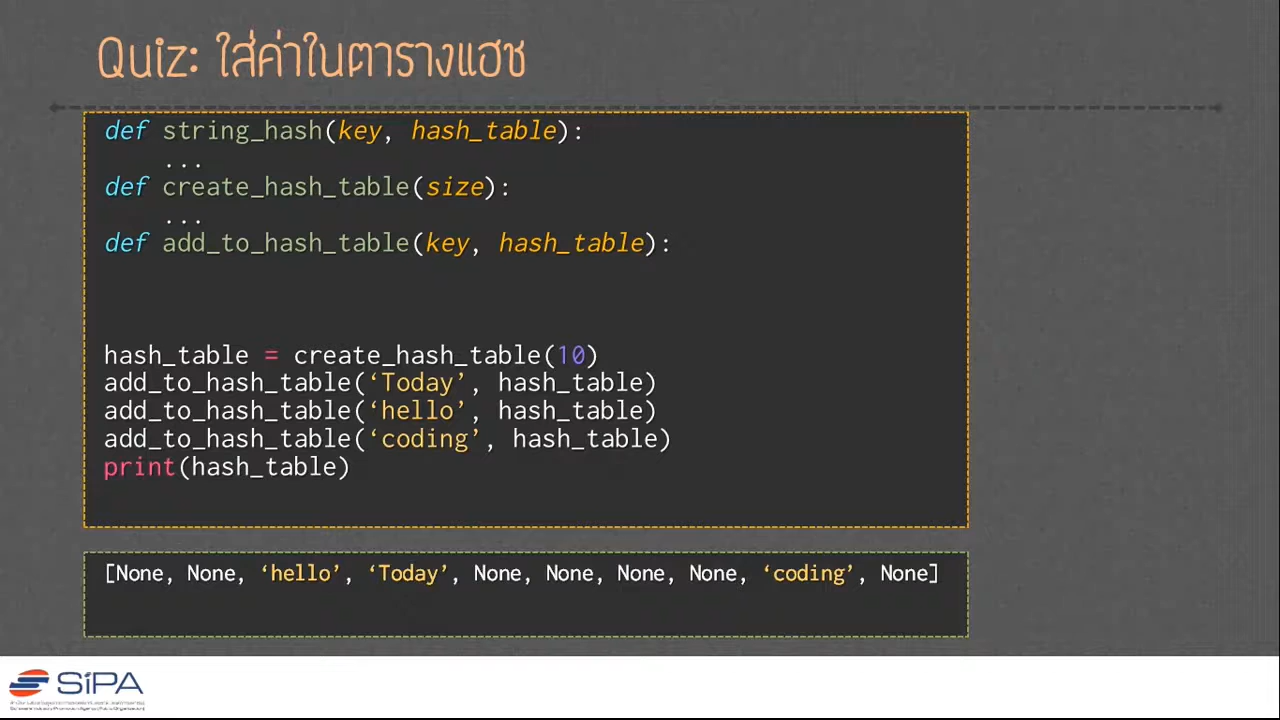 Quiz: ใส่ค่าในตารางแฮช
def string_hash(key, hash_table):
...
def create_hash_table(size):
...
def add_to_hash_table(key, hash_table):
hash_table = create_hash_table(10)
add_to_hash_table(‘Today’, hash_table)
add_to_hash_table(‘hello’, hash_table)
add_to_hash_table(‘coding’, hash_table)
print(hash_table)
[None, None, ‘hello’, ‘Today’, None, None, None, None, ‘coding’, None]
SiPA